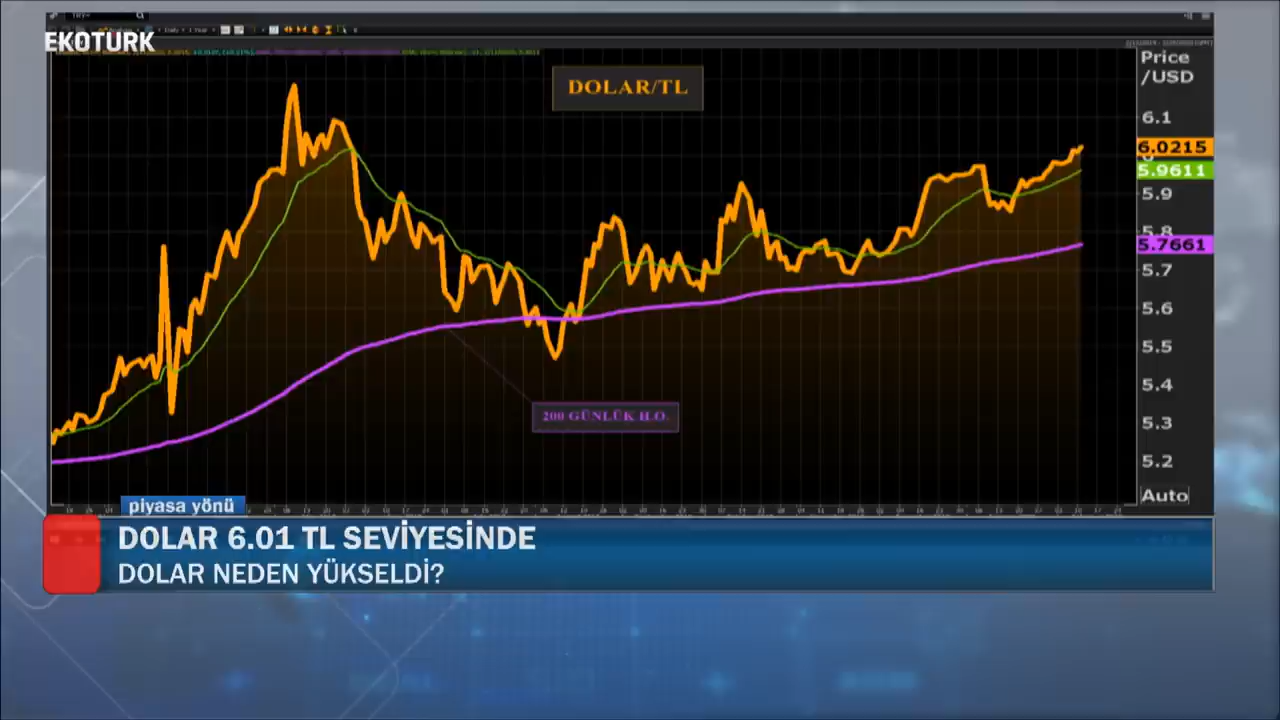 EKOTURK
Price
/USD
DOLAR/TL
6.1
6.0215
5.9611
5.9
5.8
5.7661
5.7
5.6
5.5
5.4
200 GÜNLÜK H.O.
5.3
5.2
Auto
piyasa yönü
DOLAR 6.01 TL SEVİYESİNDE
DOLAR NEDEN YÜKSELDİ?